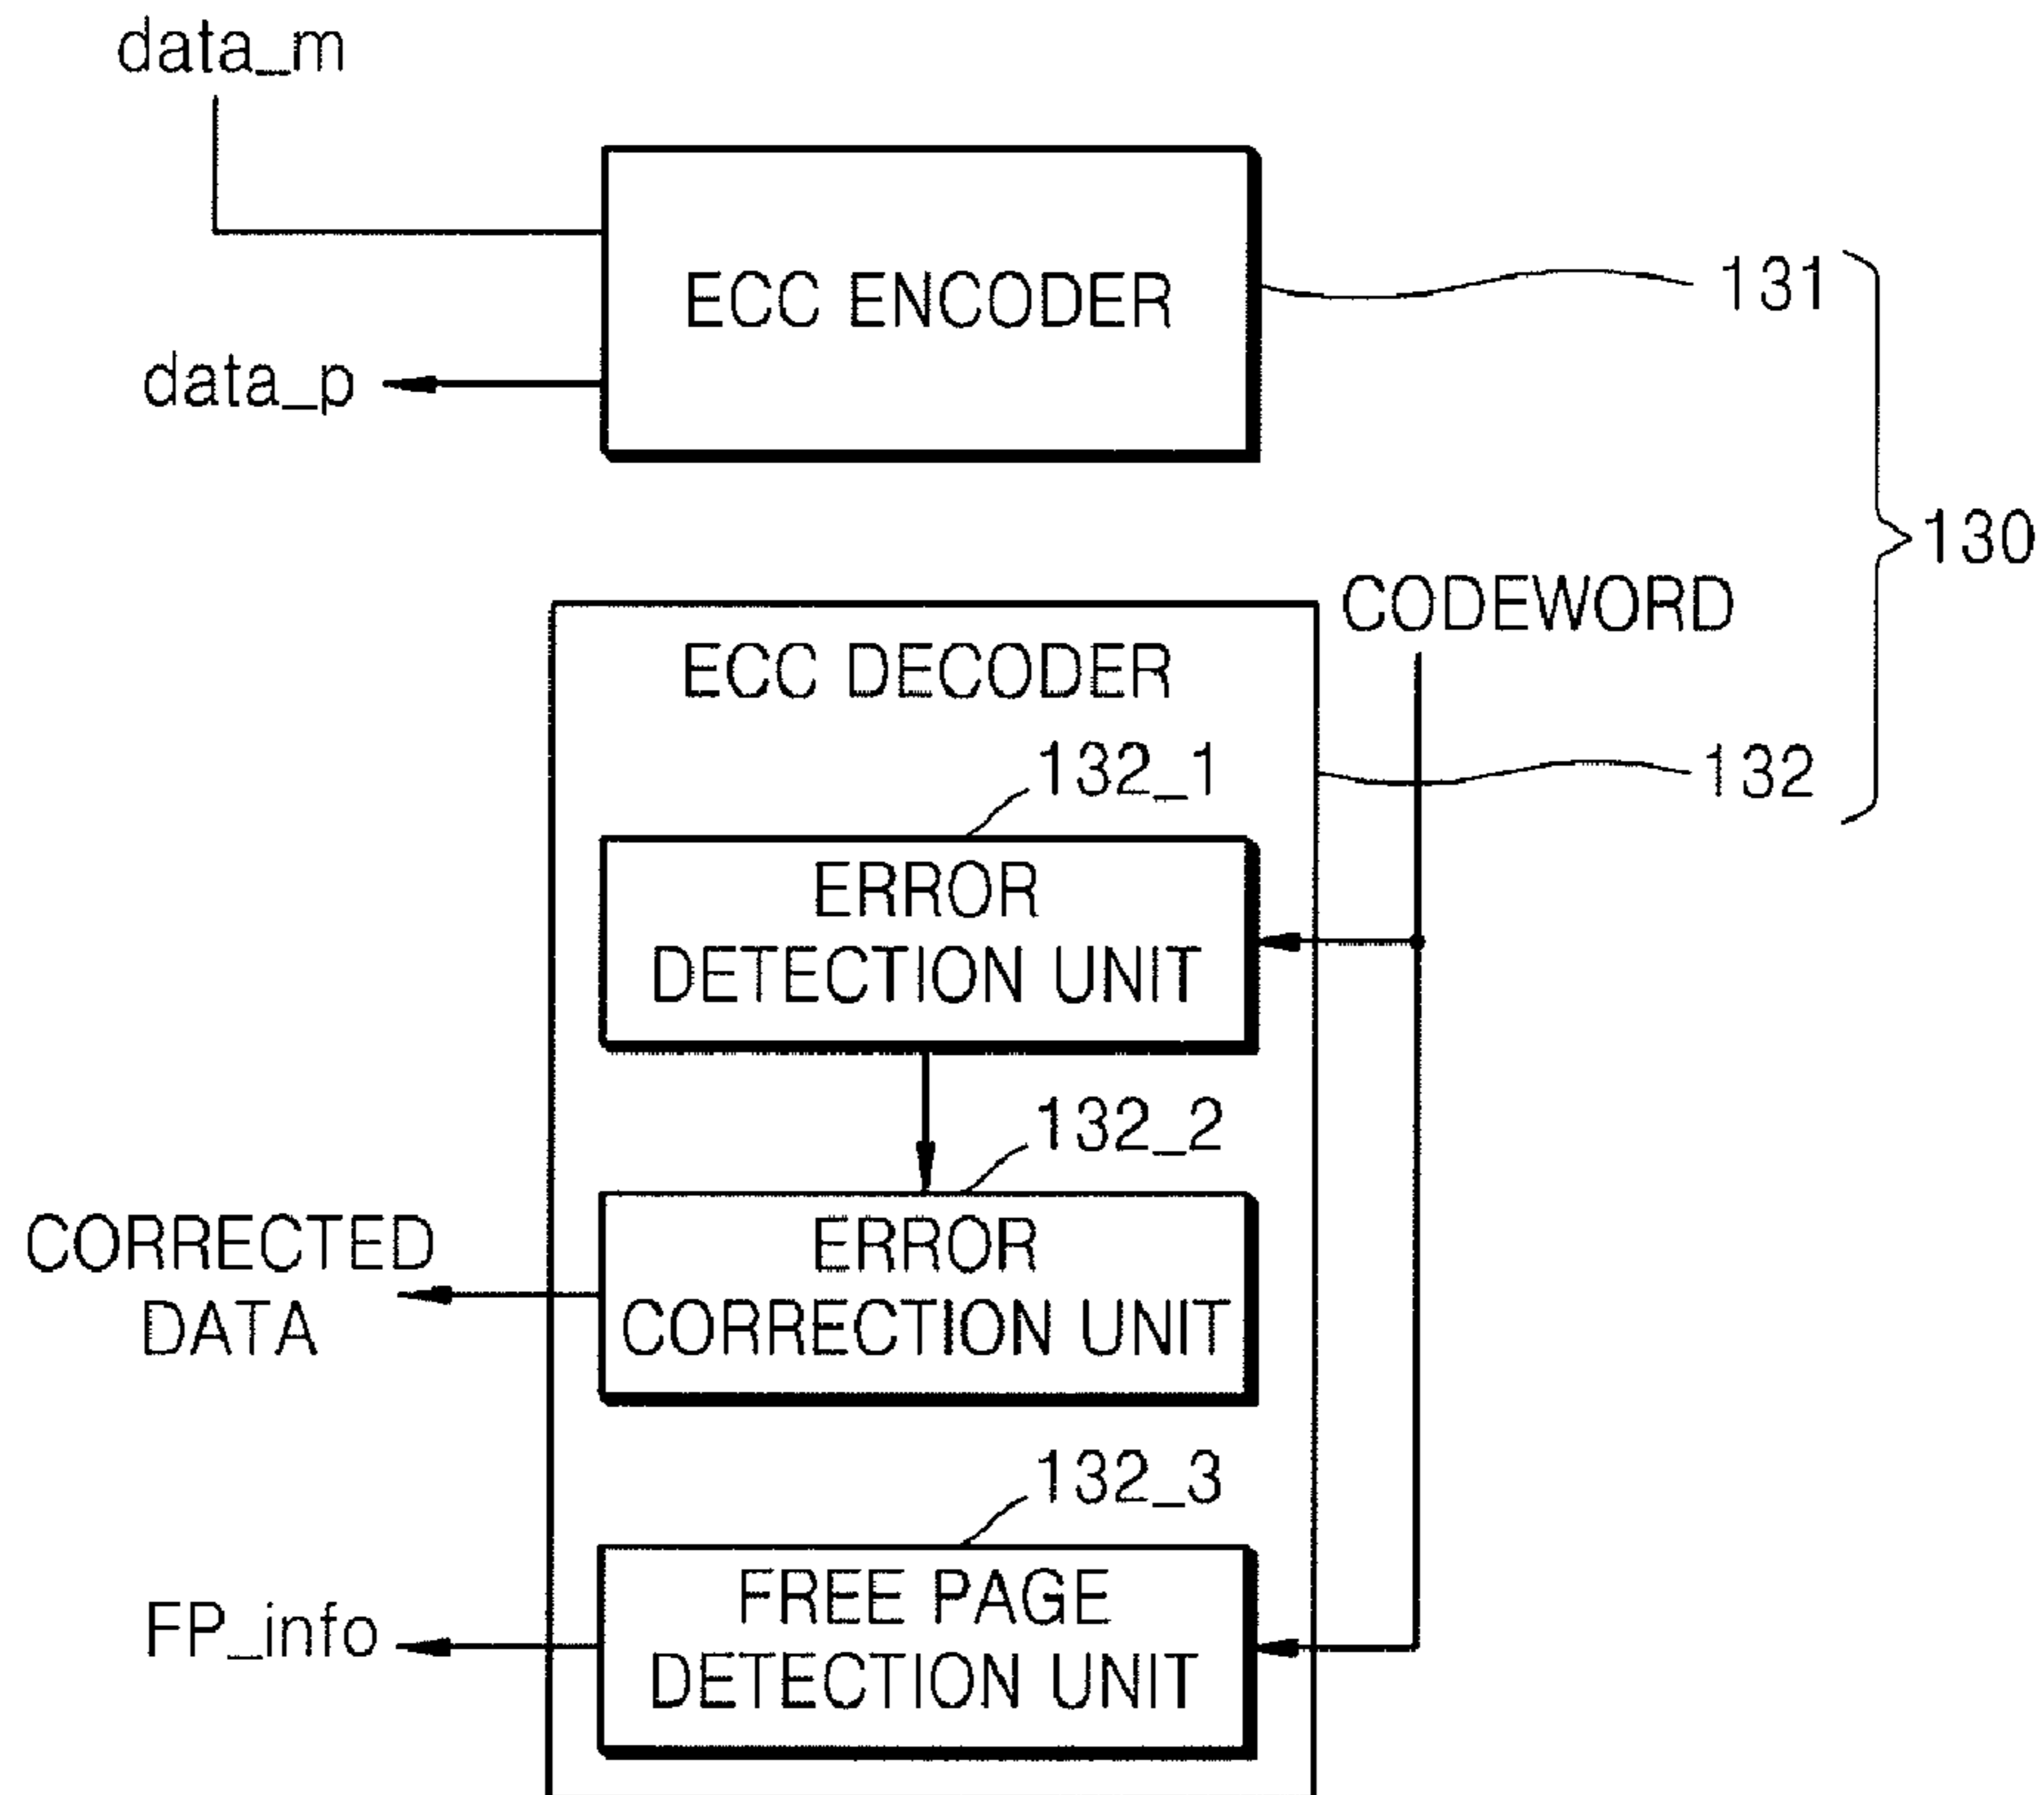 data_m
ECC ENCODER
131
data_p
130
CODEWORD
ECC DECODER
132_1
132
ERROR
DETECTION UNIT
132_2
CORRECTED
DATA
ERROR
CORRECTION UNIT
132_3
FP_info
FREE PAGE
DETECTION UNIT